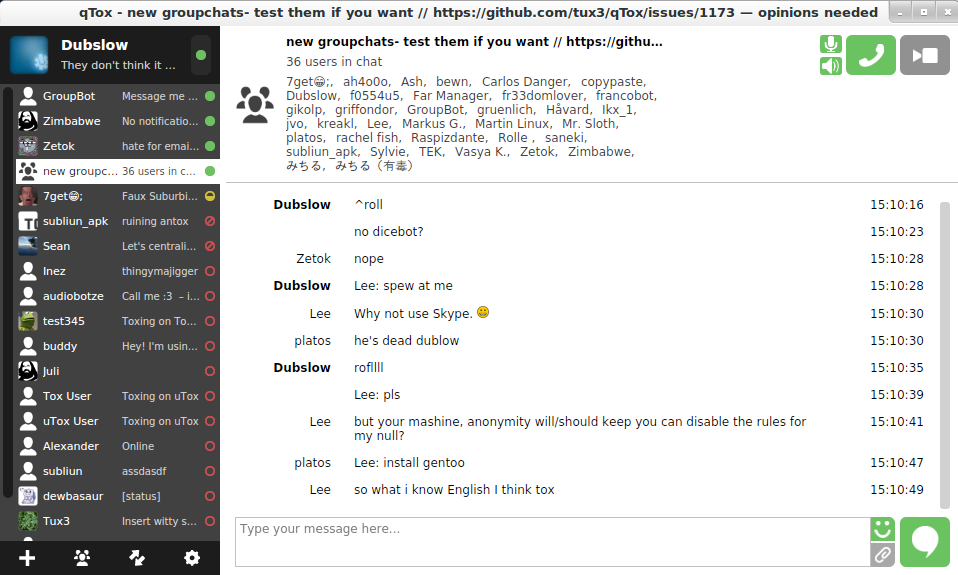 qTox - new groupchats- test them if you want // https://github.com/tux3/qTox/issues/1173 — opinions needed
Dubslow
They don't think it ...
GroupBot Message me ...
Zimbabwe No notificatio...
Zetok hate for emai...
new groupc... 36 users in c...
7get😁; Faux Suburbi...
subliun_apk ruining antox
Sean Let's centrali...
Inez thingymajigger
audiobotze Call me :3 – i...
test345 Toxing on To...
buddy Hey! I'm usin...
Juli
Tox User Toxing on uTox
uTox User Toxing on uTox
Alexander Online
subliun assdasdf
dewbasaur [status]
Tux3 Insert witty s...
new groupchats- test them if you want // https://githu...
36 users in chat
7get😁;, ah4o0o, Ash, bewn, Carlos Danger, copypaste,
Dubslow, f0554u5, Far Manager, fr33domlover, francobot,
gikolp, griffondor, GroupBot, gruenlich, Håvard, Ikx_1,
jvo, kreakl, Lee, Markus G., Martin Linux, Mr. Sloth,
platos, rachel fish, Raspizdante, Rolle , saneki,
subliun_apk, Sylvie, TEK, Vasya K., Zetok, Zimbabwe,
みちる, みちる（有毒）
Dubslow ^roll 15:10:16
no dicebot? 15:10:23
Zetok nope 15:10:28
Dubslow Lee: spew at me 15:10:28
Lee Why not use Skype. 😀 15:10:30
platos he's dead dublow 15:10:30
Dubslow rofllll 15:10:35
Lee: pls 15:10:39
Lee but your mashine, anonymity will/should keep you can disable the rules for 15:10:41
my null?
platos Lee: install gentoo 15:10:47
Lee so what i know English I think tox 15:10:49
Type your message here...